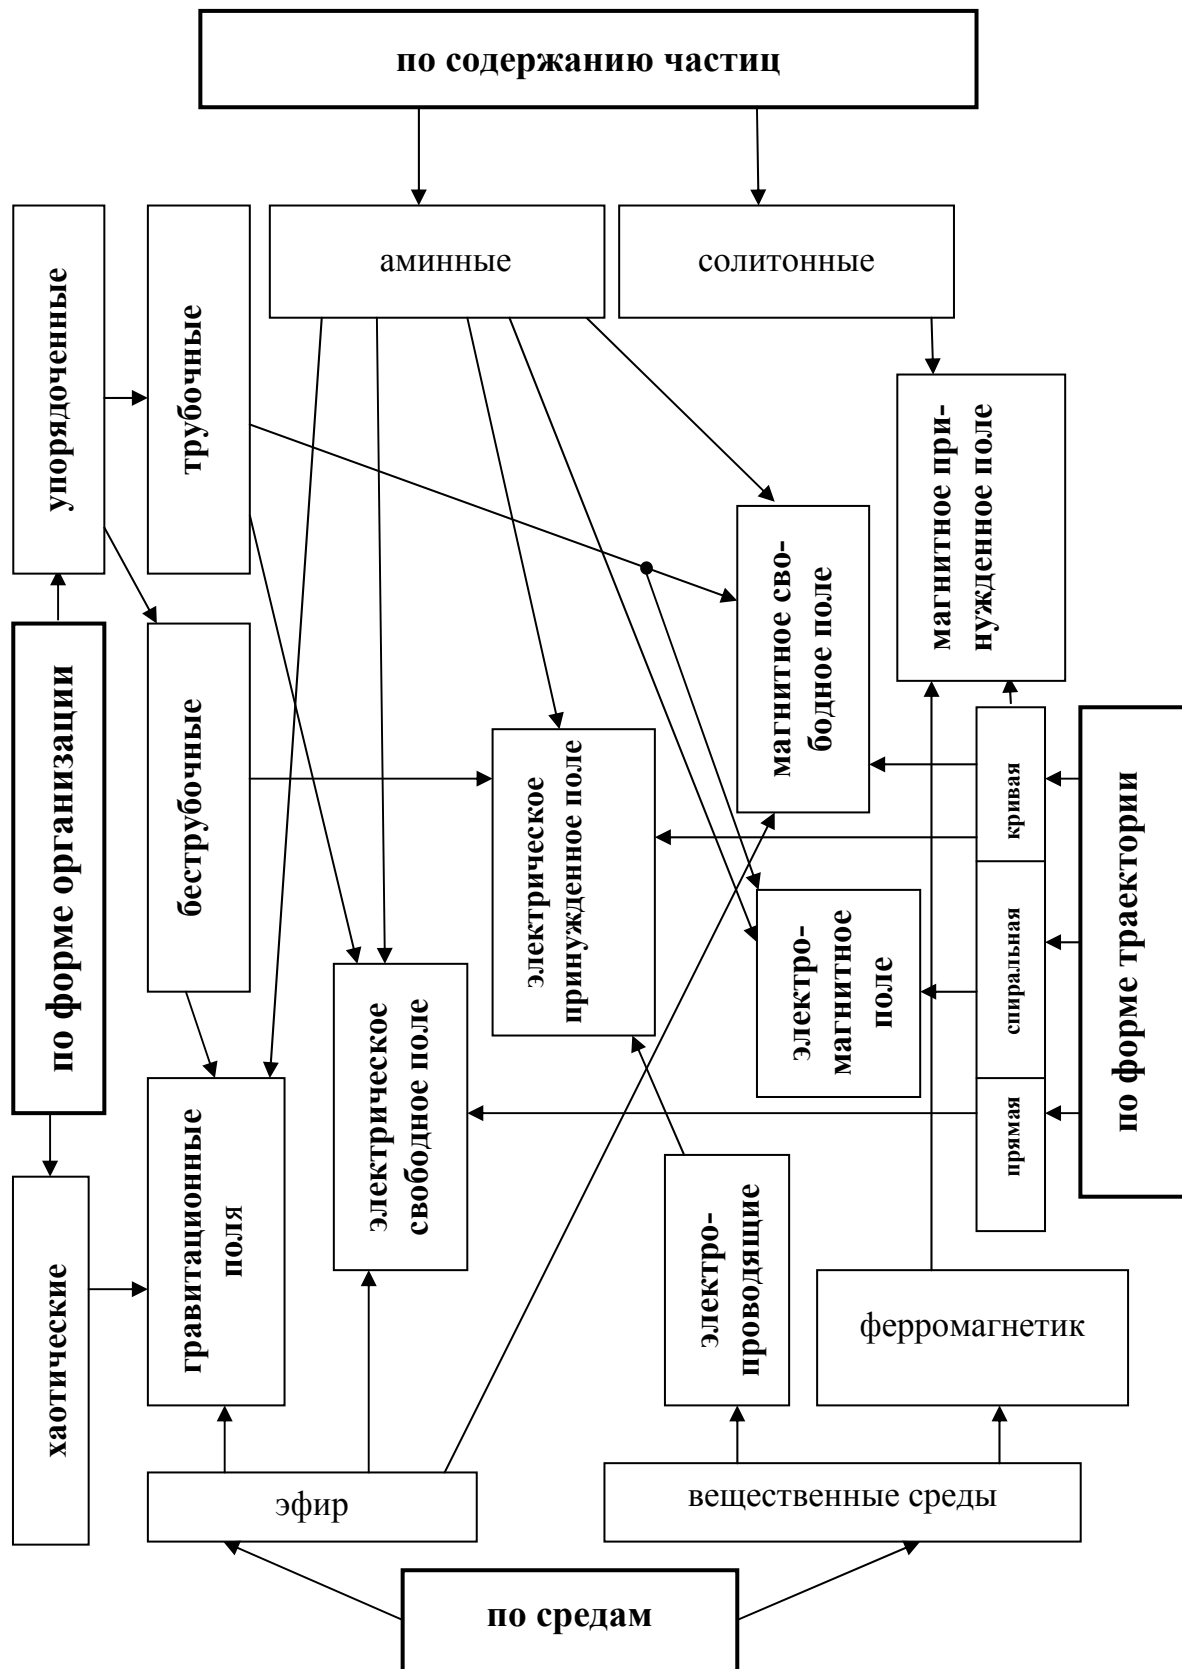 по содержанию частиц
аминные
солитонные
упорядоченные
трубочные
магнитное при-
нужденное поле
магнитное сво-
бодное поле
по форме организации
беструбочные
электрическое
принужденное поле
кривая
спиральная
прямая
по форме траектории
электро-
магнитное
поле
электрическое
свободное поле
гравитационные
поля
хаотические
электро-
проводящие
ферромагнетик
эфир
вещественные среды
по средам